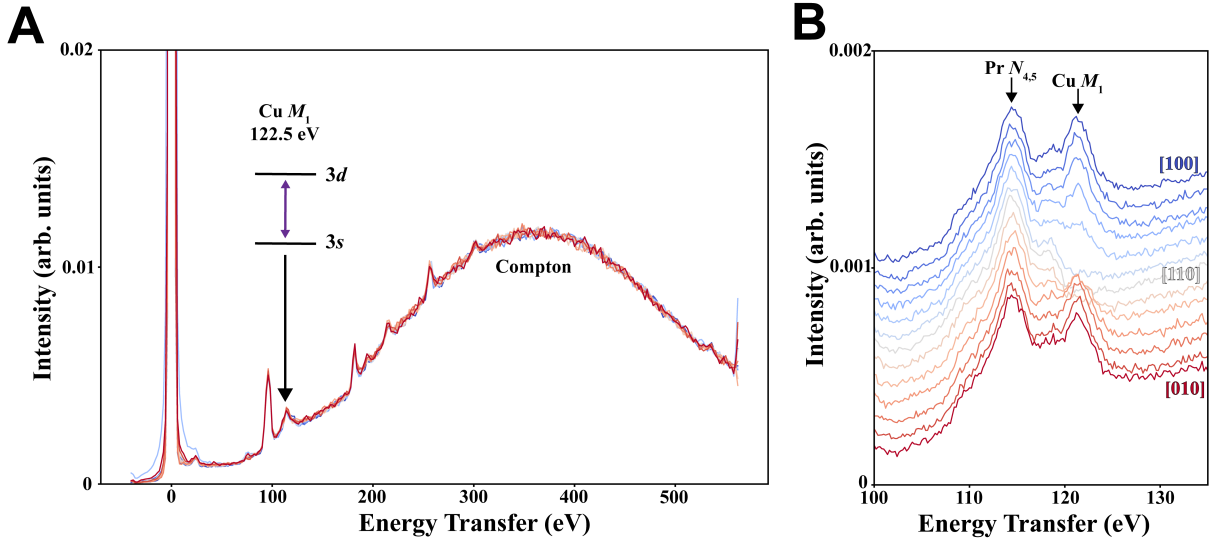 A
0.02
0.01
0
Intensity (arb. units)
Cu M1
122.5 eV
3d
3s
Compton
0 100 200 300 400 500
Energy Transfer (eV)
B
0.002
0.001
0
Intensity (arb. units)
Pr N4,5
Cu M1
[100]
[110]
[010]
100 110 120 130
Energy Transfer (eV)